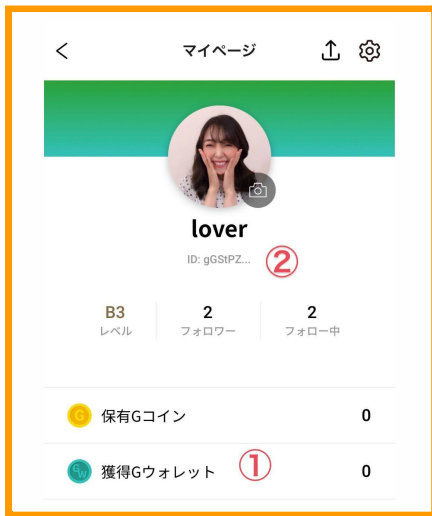 マイページ
lover
ID: gGStPZ... ②
B3 2 2
レベル フォロワー フォロー中
G 保有Gコイン 0
GW 獲得Gウォレット ① 0